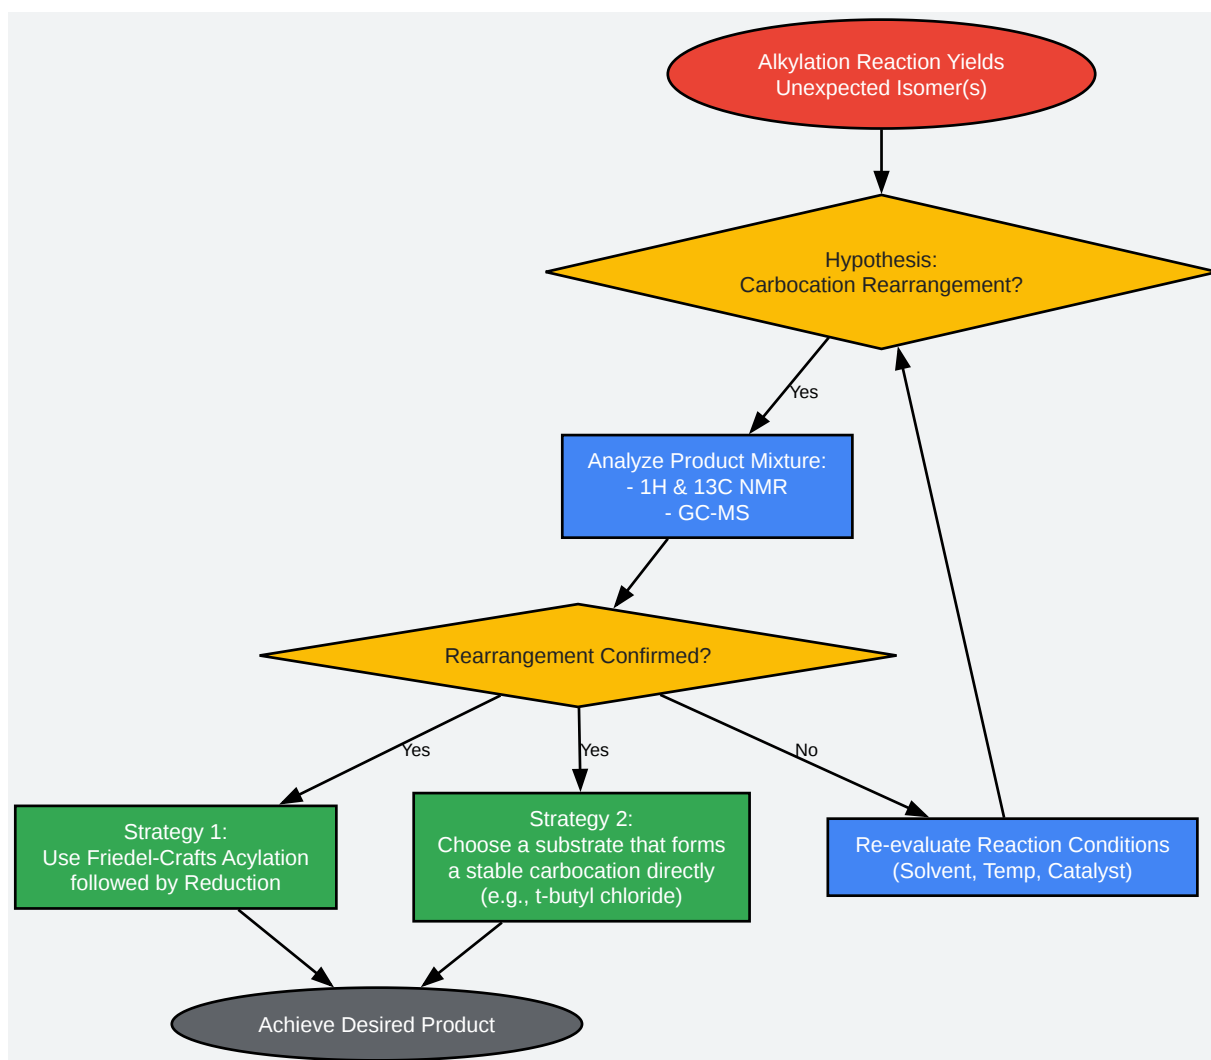 Alkylation Reaction Yields
Unexpected Isomer(s)
Hypothesis:
Carbocation Rearrangement?
Yes
Analyze Product Mixture:
- 1H & 13C NMR
- GC-MS
Rearrangement Confirmed?
Yes
Yes
No
Strategy 1:
Use Friedel-Crafts Acylation
followed by Reduction
Strategy 2:
Choose a substrate that forms
a stable carbocation directly
(e.g., t-butyl chloride)
Re-evaluate Reaction Conditions
(Solvent, Temp, Catalyst)
Achieve Desired Product